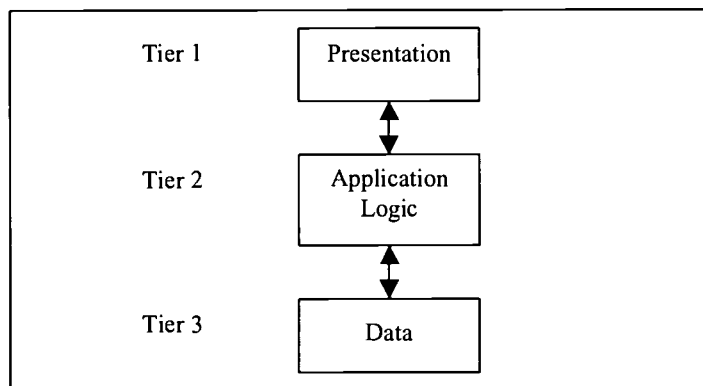 Tier 1
Presentation
Tier 2
Application
Logic
Tier 3
Data